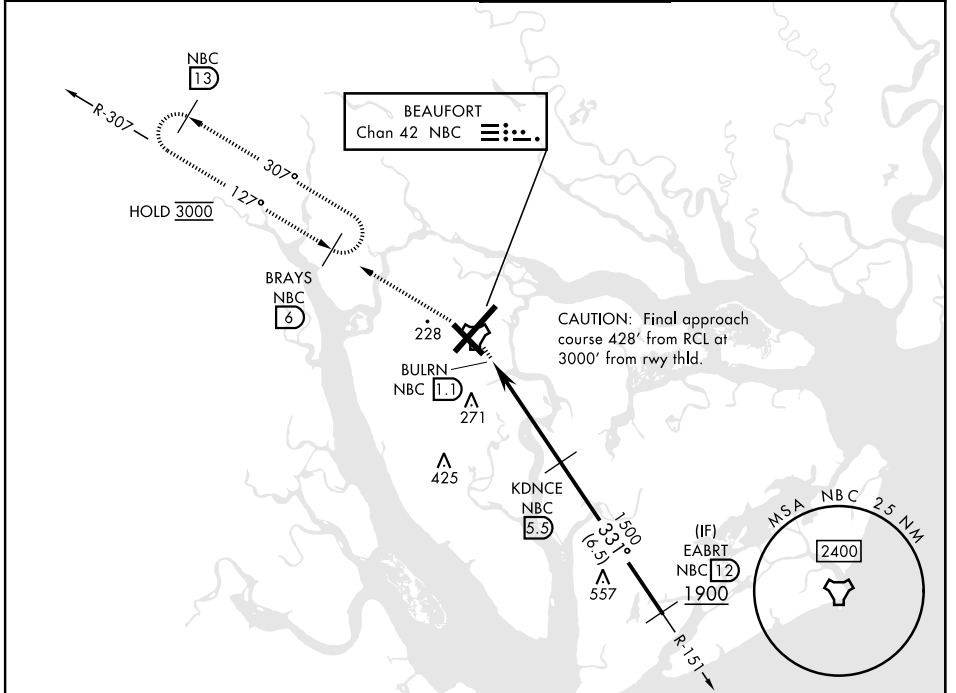 NBC
13
R-307
307°
127°
HOLD 3000
BEAUFORT
Chan 42 NBC
BRAYS
NBC
6
228
CAUTION: Final approach
course 428' from RCL at
3000' from rwy thld.
BULRN
NBC 1.1
271
425
KDNCE
NBC
5.5
1500
331°
(6.5)
557
(IF)
EABRT
NBC 12
1900
R-151
MSA NBC 25 NM
2400